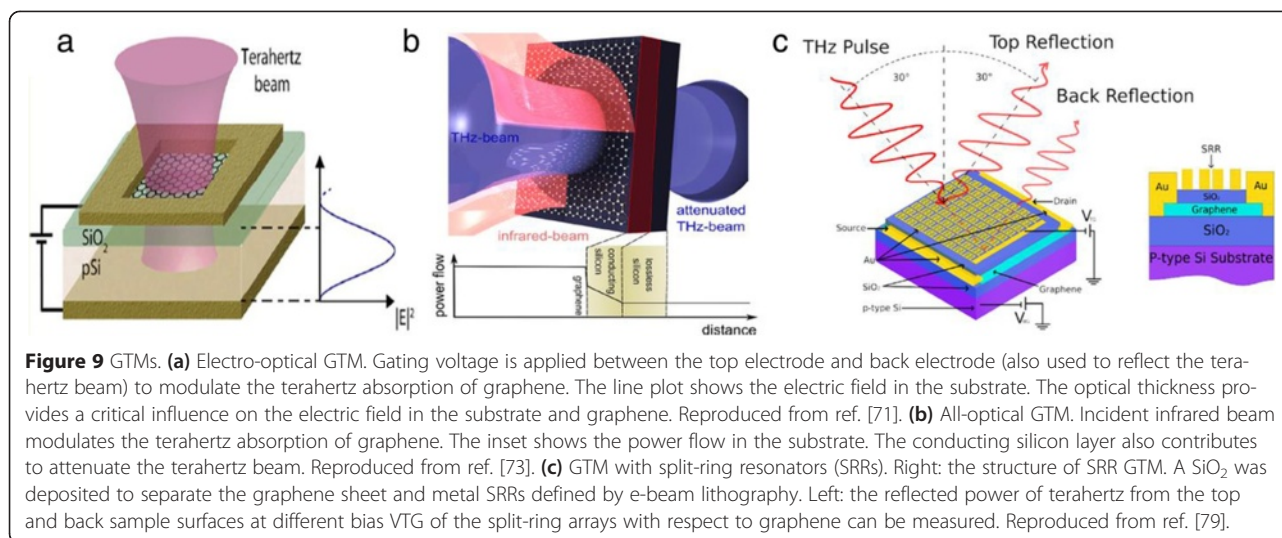 a
Terahertz
beam
SiO2
pSi
|E|²
b
THz-beam
attenuated
THz-beam
infrared-beam
power flow
graphene
conducting
silicon
lossless
silicon
distance
c
THz Pulse
Top Reflection
30°
30°
Back Reflection
Source
Drain
Au
SiO₂
p-type Si
Graphene
SRR
Au
Au
SiO₂
Graphene
SiO₂
P-type Si Substrate
Figure 9 GTMs. (a) Electro-optical GTM. Gating voltage is applied between the top electrode and back electrode (also used to reflect the tera-
hertz beam) to modulate the terahertz absorption of graphene. The line plot shows the electric field in the substrate. The optical thickness pro-
vides a critical influence on the electric field in the substrate and graphene. Reproduced from ref. [71]. (b) All-optical GTM. Incident infrared beam
modulates the terahertz absorption of graphene. The inset shows the power flow in the substrate. The conducting silicon layer also contributes
to attenuate the terahertz beam. Reproduced from ref. [73]. (c) GTM with split-ring resonators (SRRs). Right: the structure of SRR GTM. A SiO₂ was
deposited to separate the graphene sheet and metal SRRs defined by e-beam lithography. Left: the reflected power of terahertz from the top
and back sample surfaces at different bias VTG of the split-ring arrays with respect to graphene can be measured. Reproduced from ref. [79].